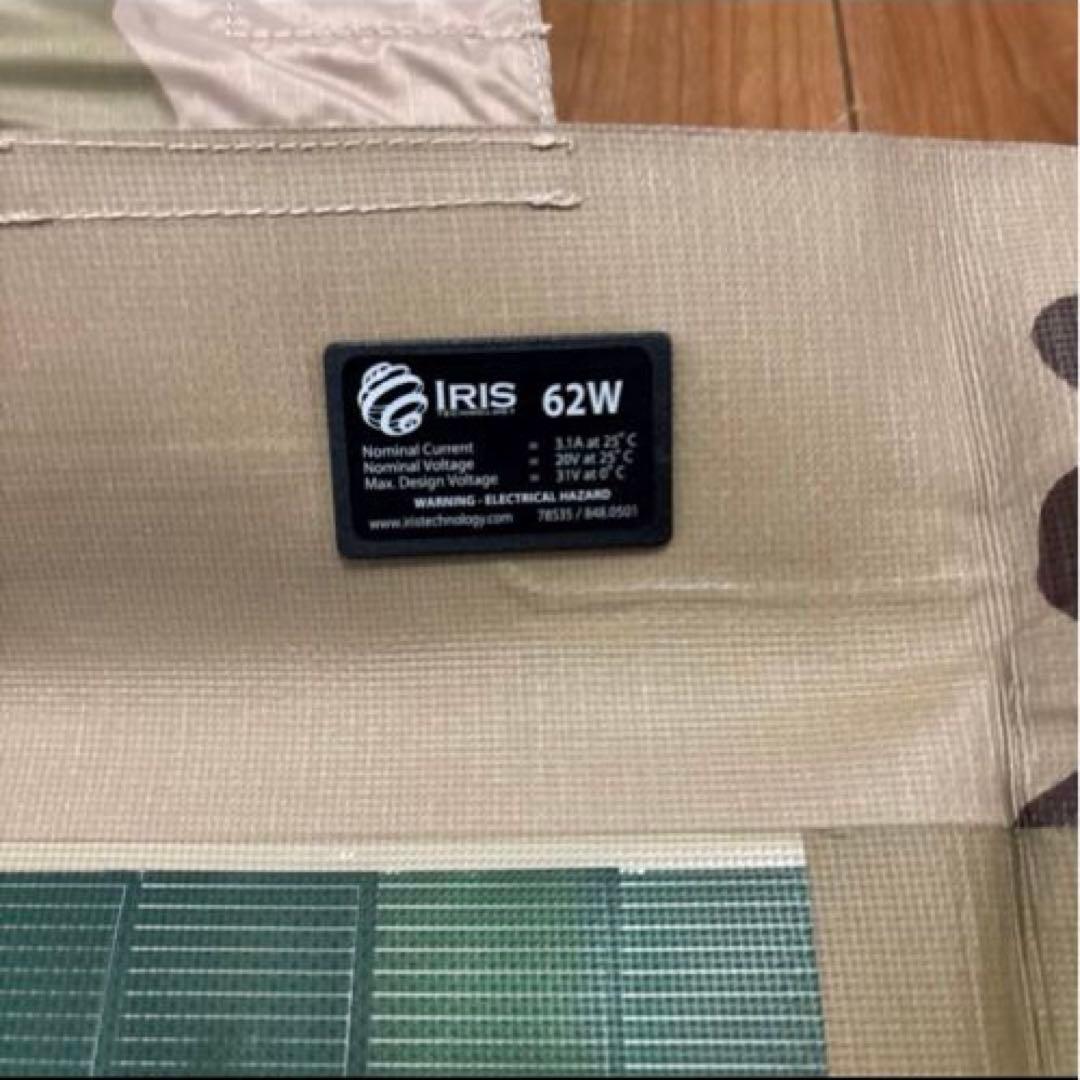 IRIS 62W
TECHNOLOGY
Nominal Current = 3.1A at 25° C
Nominal Voltage = 20V at 25° C
Max. Design Voltage = 31V at 0° C
WARNING - ELECTRICAL HAZARD
www.iristechnology.com 78535 / 848.0501